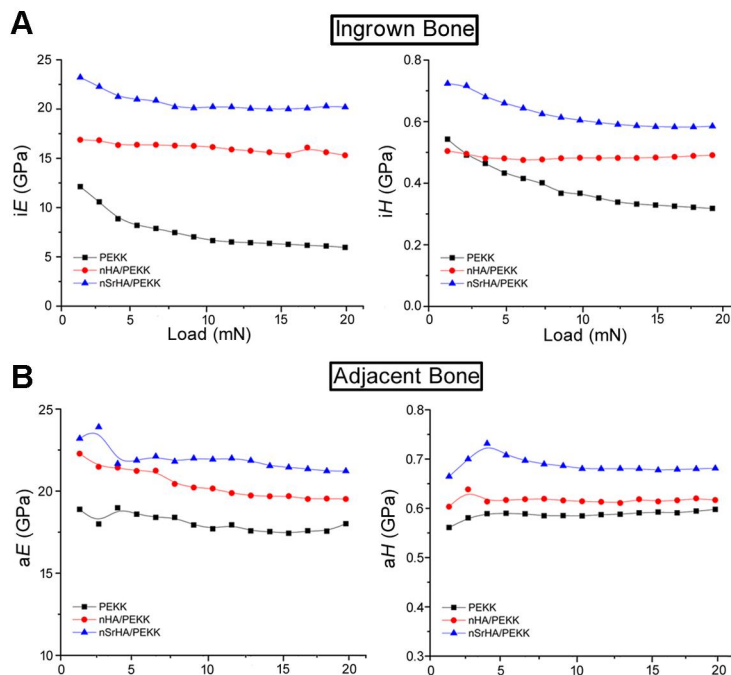 A
Ingrown Bone
25
20
15
10
5
0
iE (GPa)
PEKK
nHA/PEKK
nSrHA/PEKK
0 5 10 15 20
Load (mN)
0.8
0.6
0.4
0.2
0.0
iH (GPa)
PEKK
nHA/PEKK
nSrHA/PEKK
0 5 10 15 20
Load (mN)
B
Adjacent Bone
25
20
15
10
aE (GPa)
PEKK
nHA/PEKK
nSrHA/PEKK
0 5 10 15 20
0.8
0.7
0.6
0.5
0.4
0.3
aH (GPa)
PEKK
nHA/PEKK
nSrHA/PEKK
0 5 10 15 20